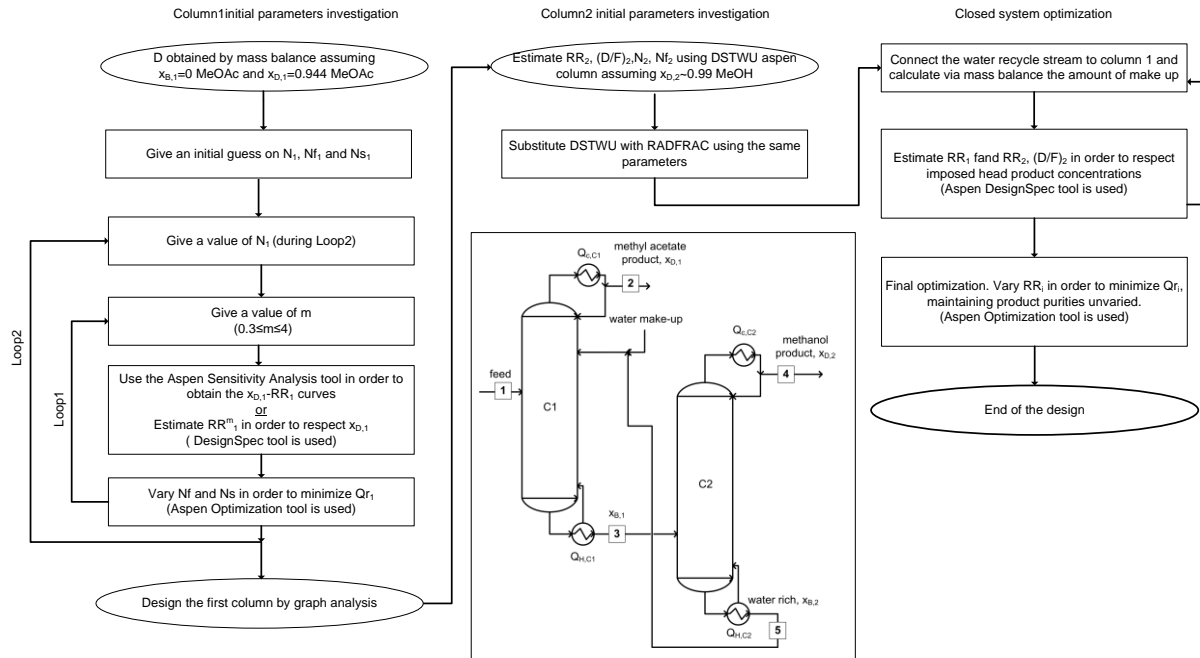 Column1initial parameters investigation
D obtained by mass balance assuming
xB,1=0 MeOAc and xD,1=0.944 MeOAc
Give an initial guess on N1, Nf1 and Ns1
Give a value of N1 (during Loop2)
Give a value of m
(0.3≤m≤4)
Use the Aspen Sensitivity Analysis tool in order to
obtain the xD,1-RR1 curves
or
Estimate RRm1 in order to respect xD,1
( DesignSpec tool is used)
Vary Nf and Ns in order to minimize Qr1
(Aspen Optimization tool is used)
Design the first column by graph analysis
Loop2
Loop1
Column2 initial parameters investigation
Estimate RR2, (D/F)2,N2, Nf2 using DSTWU aspen
column assuming xD,2~0.99 MeOH
Substitute DSTWU with RADFRAC using the same
parameters
Qc,C1
methyl acetate
product, xD,1
2
water make-up
feed
1
C1
Qc,C2
methanol
product, xD,2
4
C2
xB,1
3
QH,C1
water rich, xB,2
QH,C2
5
Closed system optimization
Connect the water recycle stream to column 1 and
calculate via mass balance the amount of make up
Estimate RR1 fand RR2, (D/F)2 in order to respect
imposed head product concentrations
(Aspen DesignSpec tool is used)
Final optimization. Vary RRi in order to minimize Qri,
maintaining product purities unvaried.
(Aspen Optimization tool is used)
End of the design